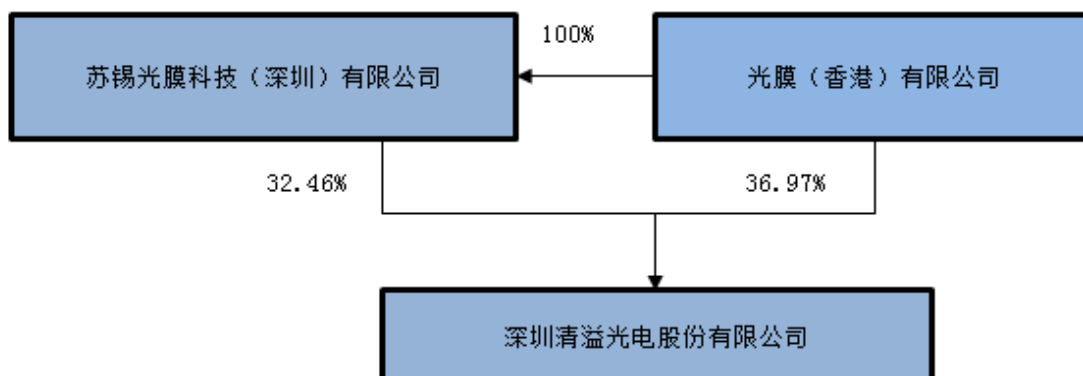 100%
苏锡光膜科技（深圳）有限公司
光膜（香港）有限公司
32.46%
36.97%
深圳清溢光电股份有限公司